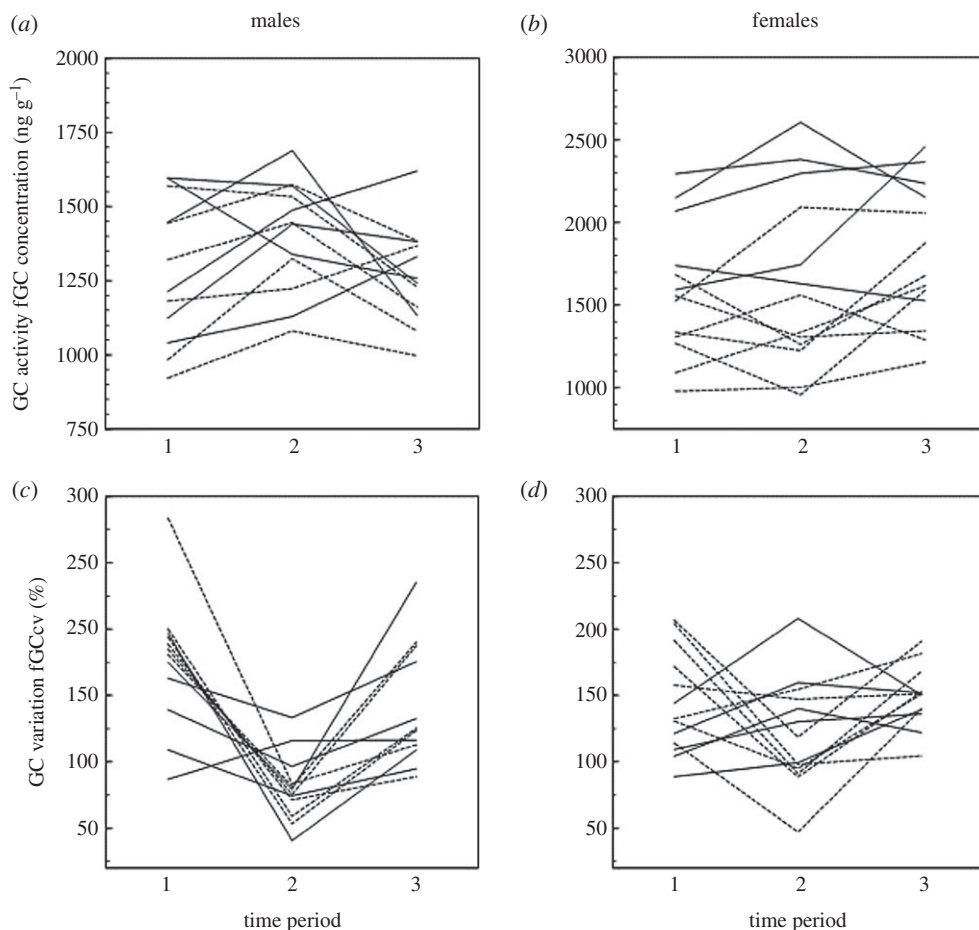 (a) males
GC activity fGC concentration (ng g⁻¹)
2000
1750
1500
1250
1000
750
1 2 3
(b) females
3000
2500
2000
1500
1000
1 2 3
(c)
GC variation fGCcv (%)
300
250
250
150
100
50
1 2 3
time period
(d)
300
250
200
150
100
50
1 2 3
time period